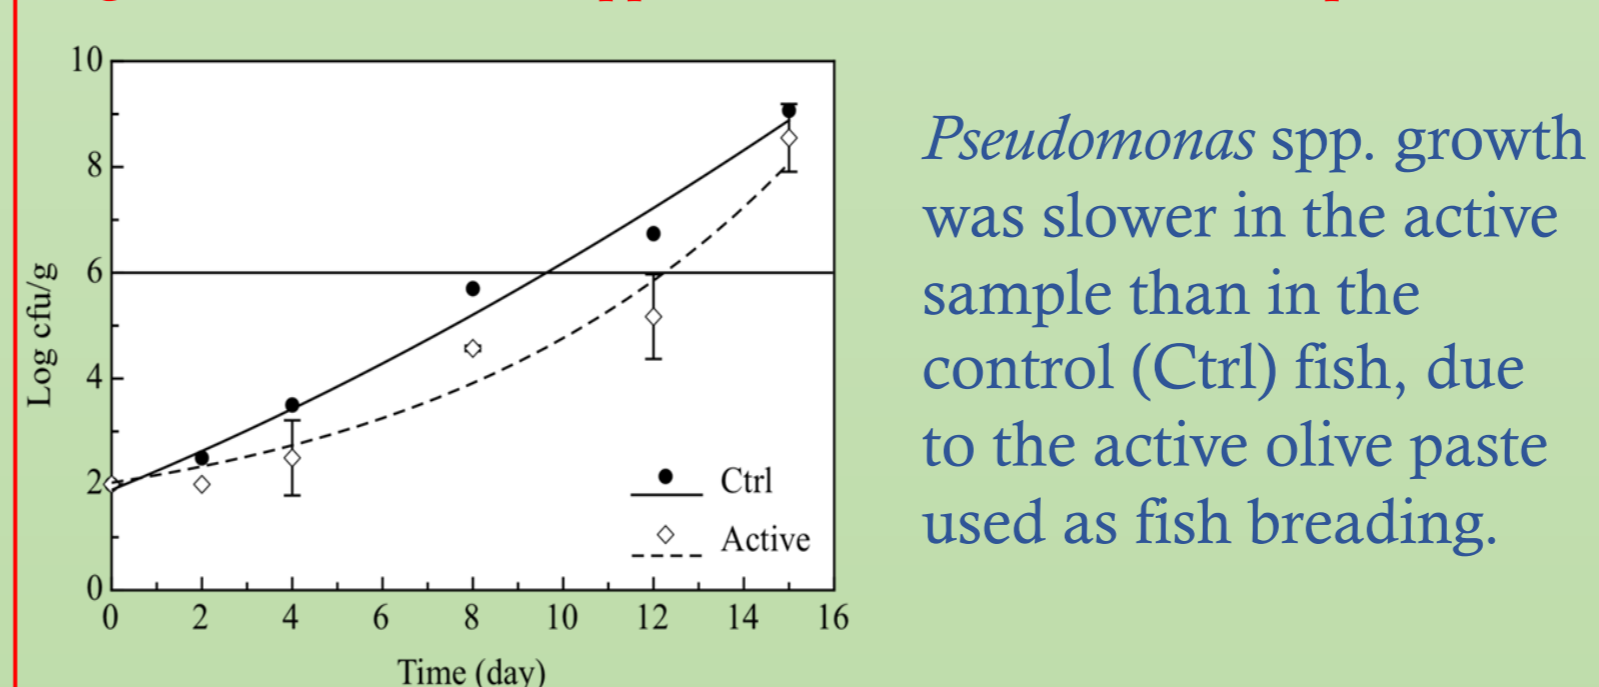 10
8
6
4
2
0
Log cfu/g
0 2 4 6 8 10 12 14 16
Time (day)
Ctrl
Active
Pseudomonas spp. growth
was slower in the active
sample than in the
control (Ctrl) fish, due
to the active olive paste
used as fish breading.